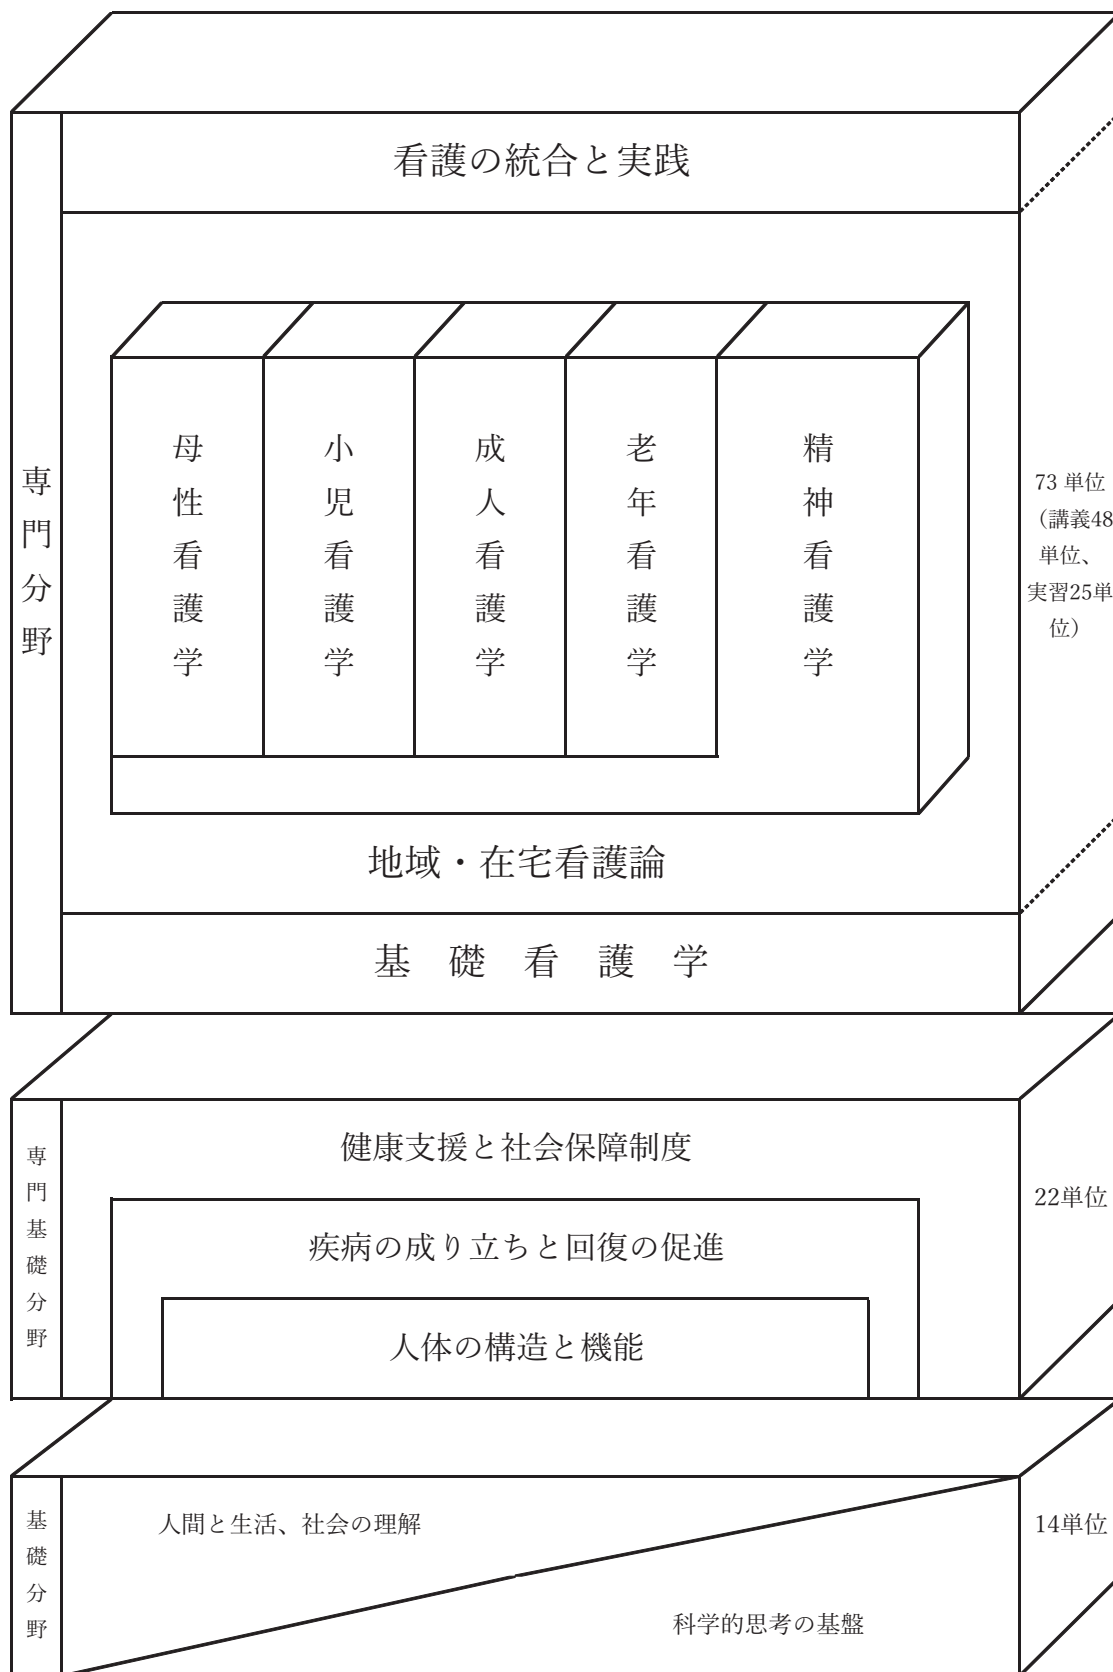 看護の統合と実践
専門分野
母性看護学
小児看護学
成人看護学
老年看護学
精神看護学
73 単位
（講義48
単位、
実習25単
位）
地域・在宅看護論
基礎看護学
専門基礎分野
健康支援と社会保障制度
疾病の成り立ちと回復の促進
人体の構造と機能
22単位
基礎分野
人間と生活、社会の理解
科学的思考の基盤
14単位